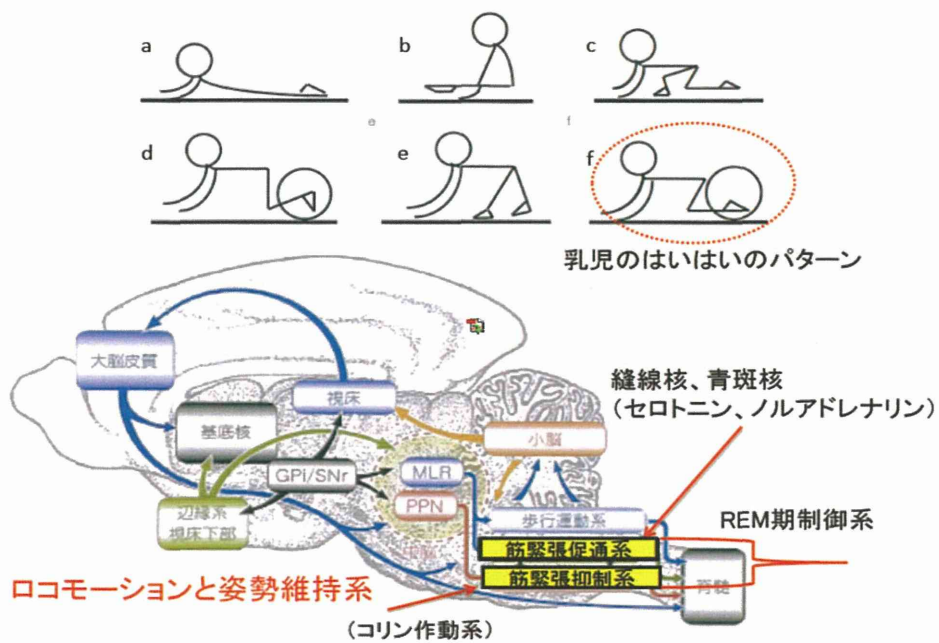 a
b
c
e
f
d
e
f
乳児のはいはいのパターン
大脳皮質
視床
基底核
GPi/SNr
辺縁系
視床下部
MLR
PPN
中脳
小脳
歩行運動系
縫線核、青斑核
(セロトニン、ノルアドレナリン)
REM期制御系
筋緊張促通系
筋緊張抑制系
脊髄
ロコモーションと姿勢維持系
(コリン作動系)